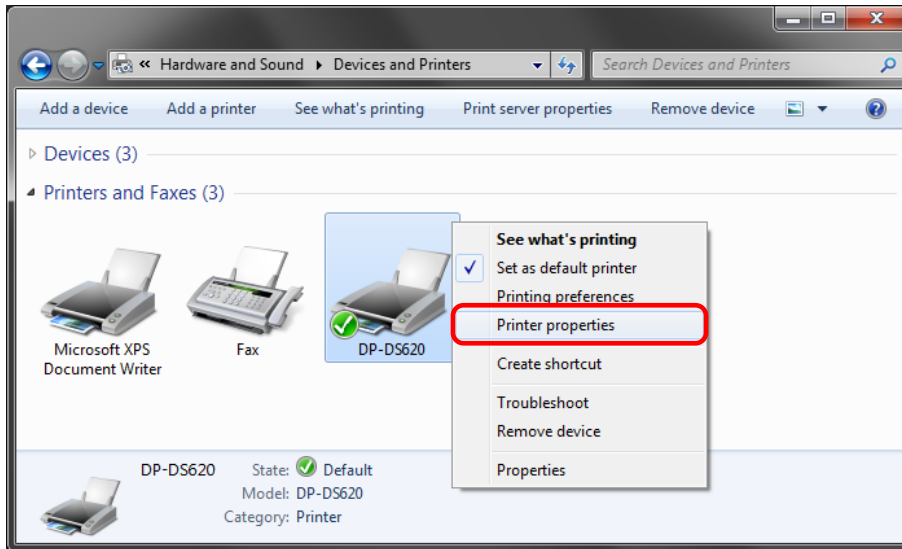 « Hardware and Sound ▸ Devices and Printers Search Devices and Printers
Add a device Add a printer See what's printing Print server properties Remove device
Devices (3)
Printers and Faxes (3)
Microsoft XPS
Document Writer
Fax
DP-DS620
See what's printing
Set as default printer
Printing preferences
Printer properties
Create shortcut
Troubleshoot
Remove device
Properties
DP-DS620 State: Default
Model: DP-DS620
Category: Printer